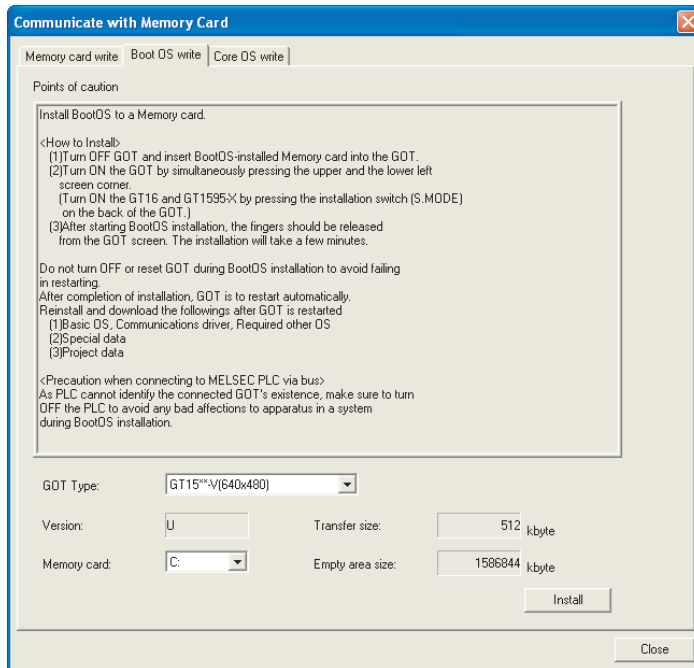 Communicate with Memory Card
Memory card write
Boot OS write
Core OS write
Points of caution
Install BootOS to a Memory card.
<How to Install>
(1)Turn OFF GOT and insert BootOS-installed Memory card into the GOT.
(2)Turn ON the GOT by simultaneously pressing the upper and the lower left
screen corner.
(Turn ON the GT16 and GT1595-X by pressing the installation switch (S.MODE)
on the back of the GOT.)
(3)After starting BootOS installation, the fingers should be released
from the GOT screen. The installation will take a few minutes.
Do not turn OFF or reset GOT during BootOS installation to avoid failing
in restarting.
After completion of installation, GOT is to restart automatically.
Reinstall and download the followings after GOT is restarted
(1)Basic OS, Communications driver, Required other OS
(2)Special data
(3)Project data
<Precaution when connecting to MELSEC PLC via bus>
As PLC cannot identify the connected GOT's existence, make sure to turn
OFF the PLC to avoid any bad affections to apparatus in a system
during BootOS installation.
GOT Type: GT15**-V(640x480)
Version: U Transfer size: 512 kbyte
Memory card: C: Empty area size: 1586844 kbyte
Install
Close